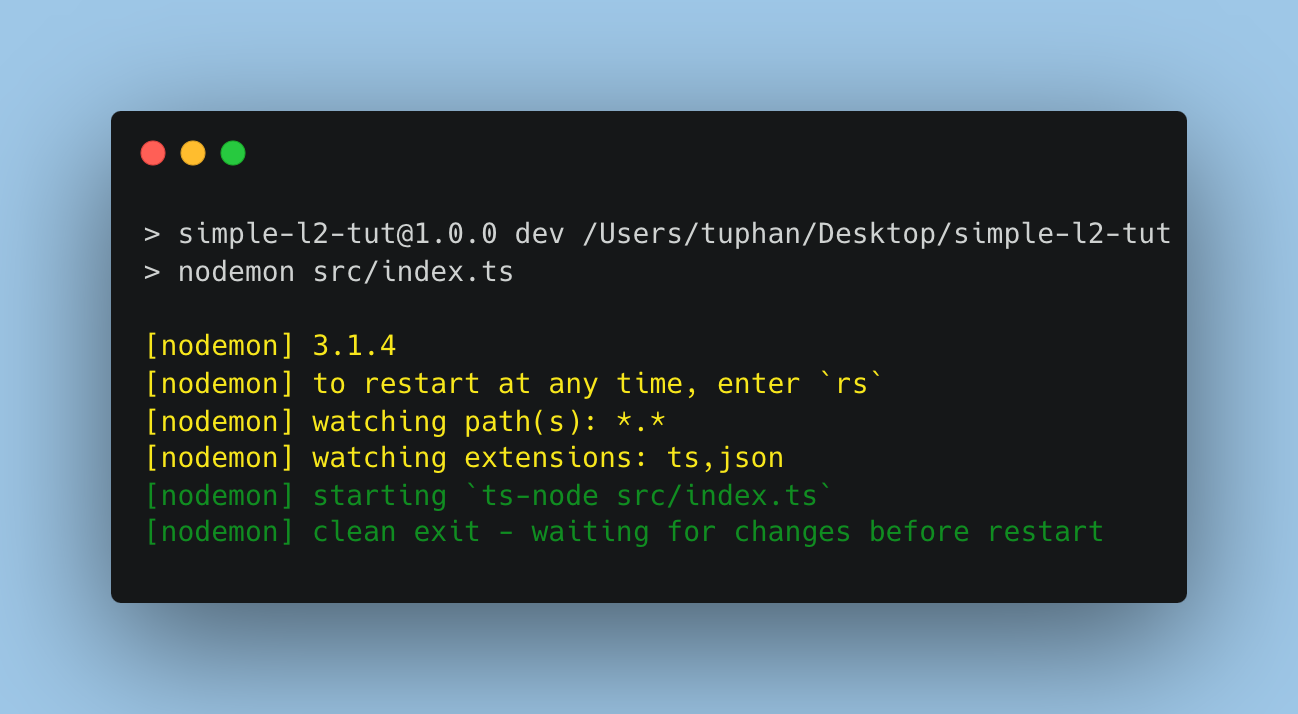 > simple-l2-tut@1.0.0 dev /Users/tuphan/Desktop/simple-l2-tut
> nodemon src/index.ts
[nodemon] 3.1.4
[nodemon] to restart at any time, enter `rs`
[nodemon] watching path(s): *.*
[nodemon] watching extensions: ts,json
[nodemon] starting `ts-node src/index.ts`
[nodemon] clean exit - waiting for changes before restart